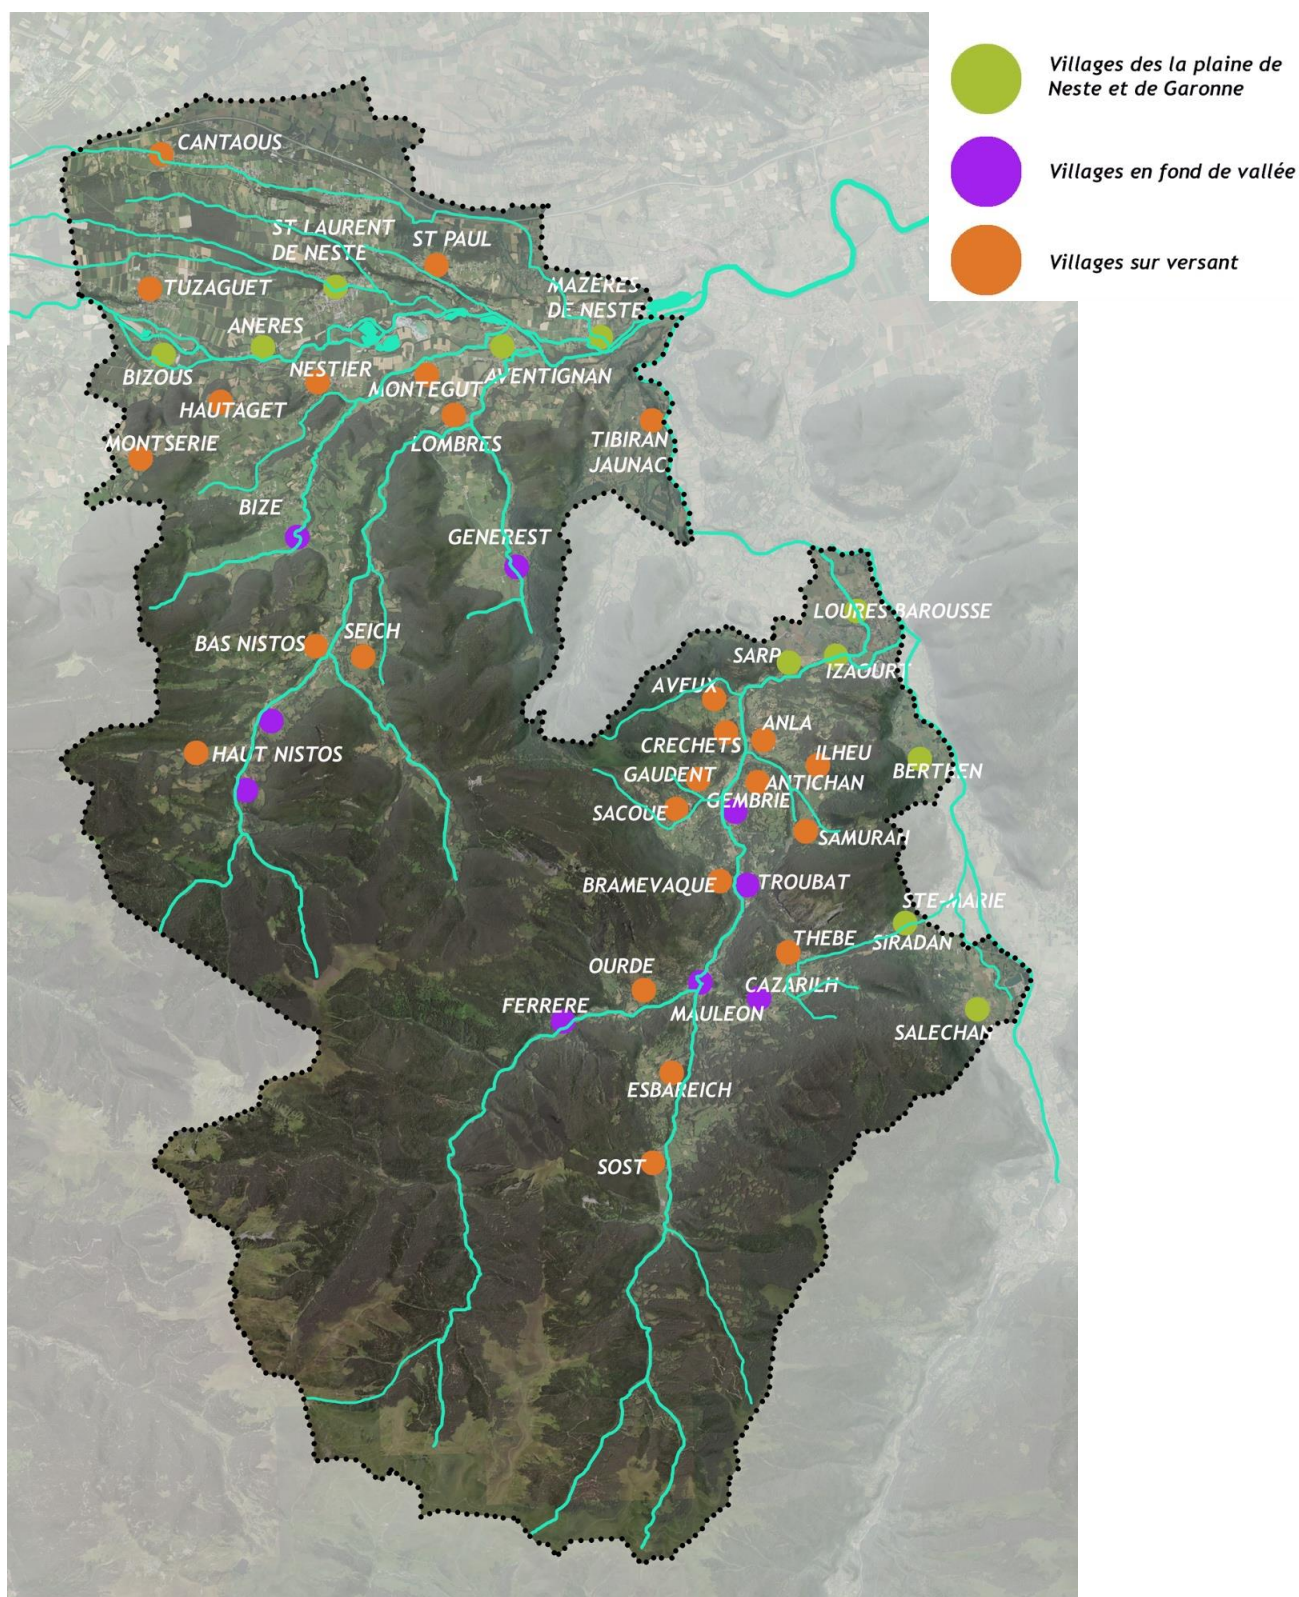 Villages des la plaine de
Neste et de Garonne
Villages en fond de vallée
Villages sur versant
CANTAOUS
ST LAURENT
DE NESTE
ST PAUL
TUZAGUET
MAZERES
DE NESTE
ANERES
BIZOUS
NESTIER
MONTEGUT
AVENTIGNAN
HAUTAGET
MONTSERIE
LOMBRES
TIBIRAN
JAUNAC
BIZE
GENEREST
LOURES BAROUSSE
BAS NISTOS
SEICH
SARP
IZAOURT
AVEUX
ANLA
CRECHETS
ILHEU
HAUT NISTOS
BERTHEN
GAUDENT
ANTICHAN
GEMBRIE
SACOUE
SAMURAH
BRAMEVAQUE
TROUBAT
STE-MARIE
SIRADAN
THEBE
OURDE
CAZARILH
FERRERE
MAULEON
SALECHAN
ESBAREICH
SOST